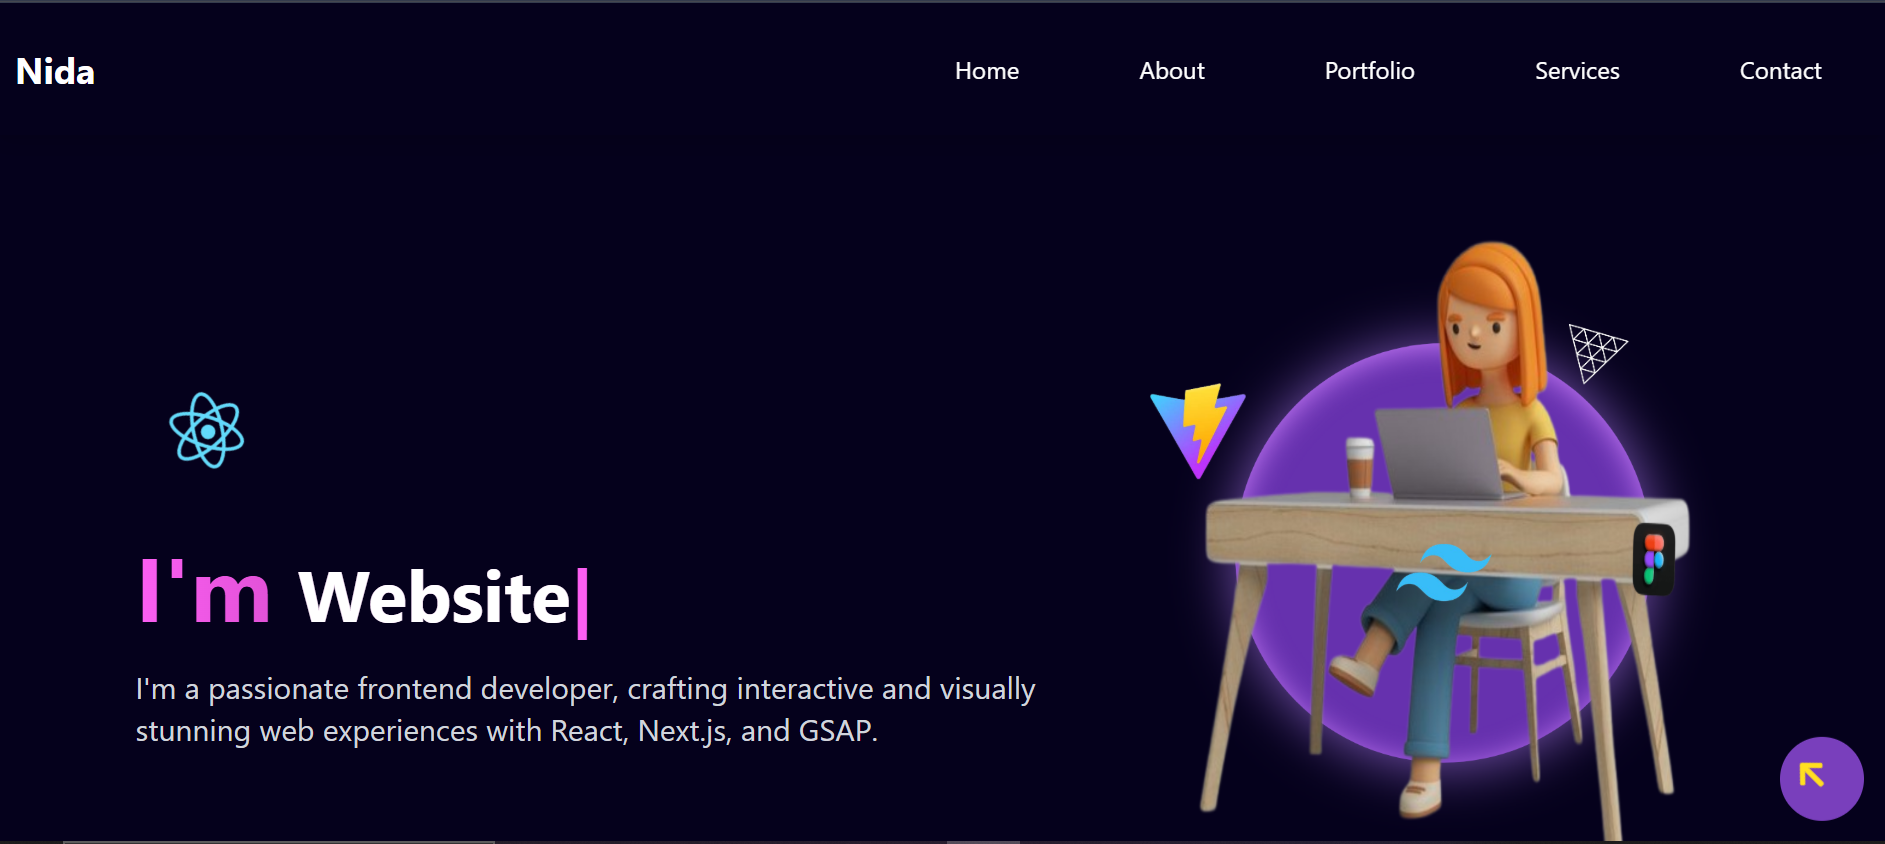 Nida
Home About Portfolio Services Contact
I'm Website|
I'm a passionate frontend developer, crafting interactive and visually
stunning web experiences with React, Next.js, and GSAP.